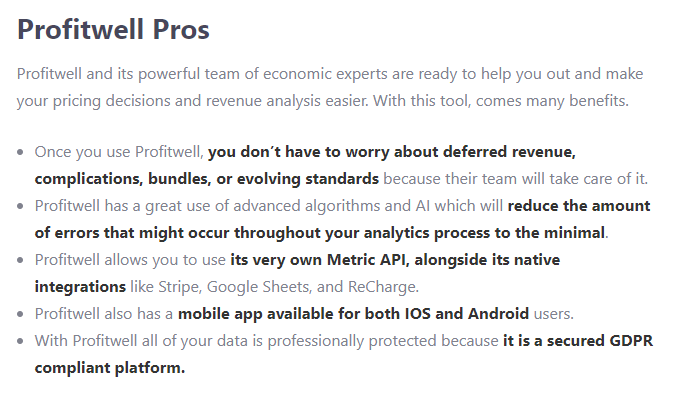 Profitwell Pros
Profitwell and its powerful team of economic experts are ready to help you out and make
your pricing decisions and revenue analysis easier. With this tool, comes many benefits.
• Once you use Profitwell, you don’t have to worry about deferred revenue,
complications, bundles, or evolving standards because their team will take care of it.
• Profitwell has a great use of advanced algorithms and AI which will reduce the amount
of errors that might occur throughout your analytics process to the minimal.
• Profitwell allows you to use its very own Metric API, alongside its native
integrations like Stripe, Google Sheets, and ReCharge.
• Profitwell also has a mobile app available for both IOS and Android users.
• With Profitwell all of your data is professionally protected because it is a secured GDPR
compliant platform.